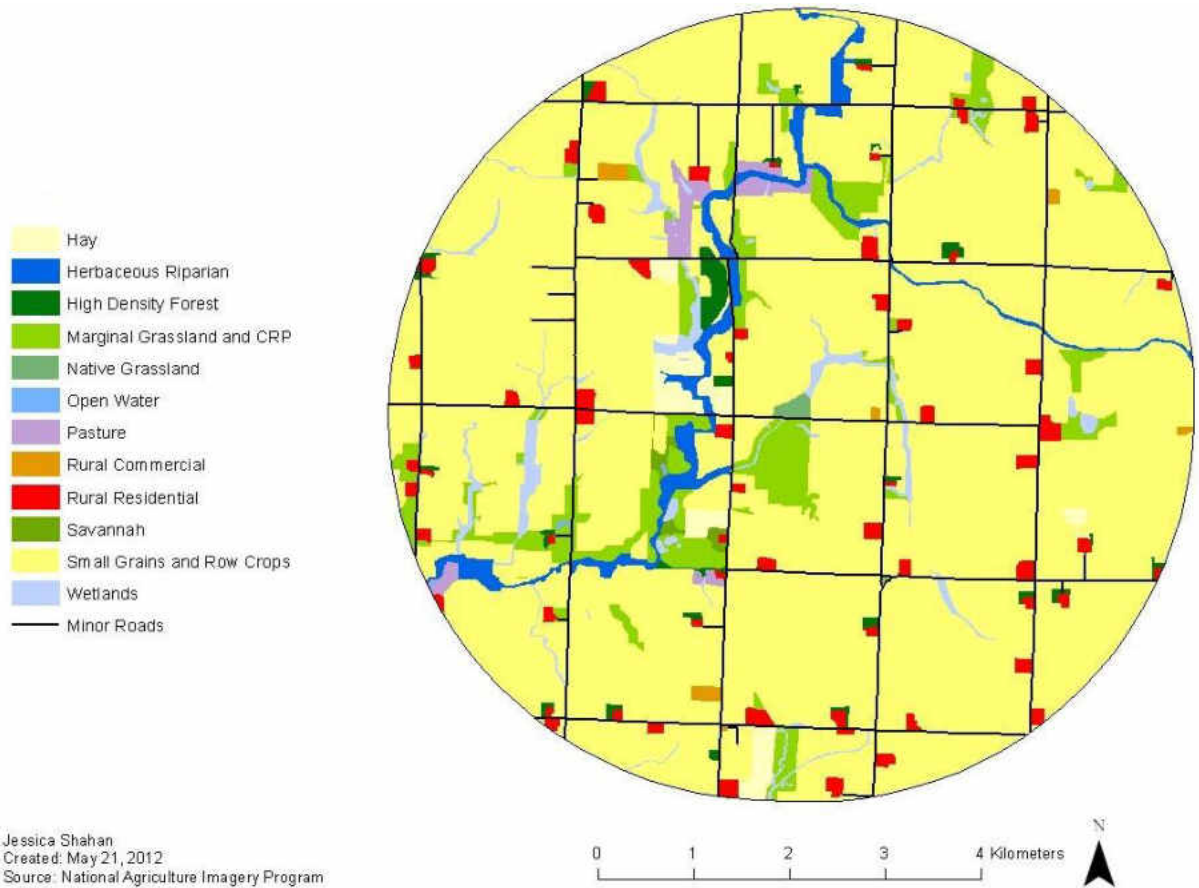 Hay
Herbaceous Riparian
High Density Forest
Marginal Grassland and CRP
Native Grassland
Open Water
Pasture
Rural Commercial
Rural Residential
Savannah
Small Grains and Row Crops
Wetlands
Minor Roads
Jessica Shahan
Created: May 21, 2012
Source: National Agriculture Imagery Program
0 1 2 3 4 Kilometers
N